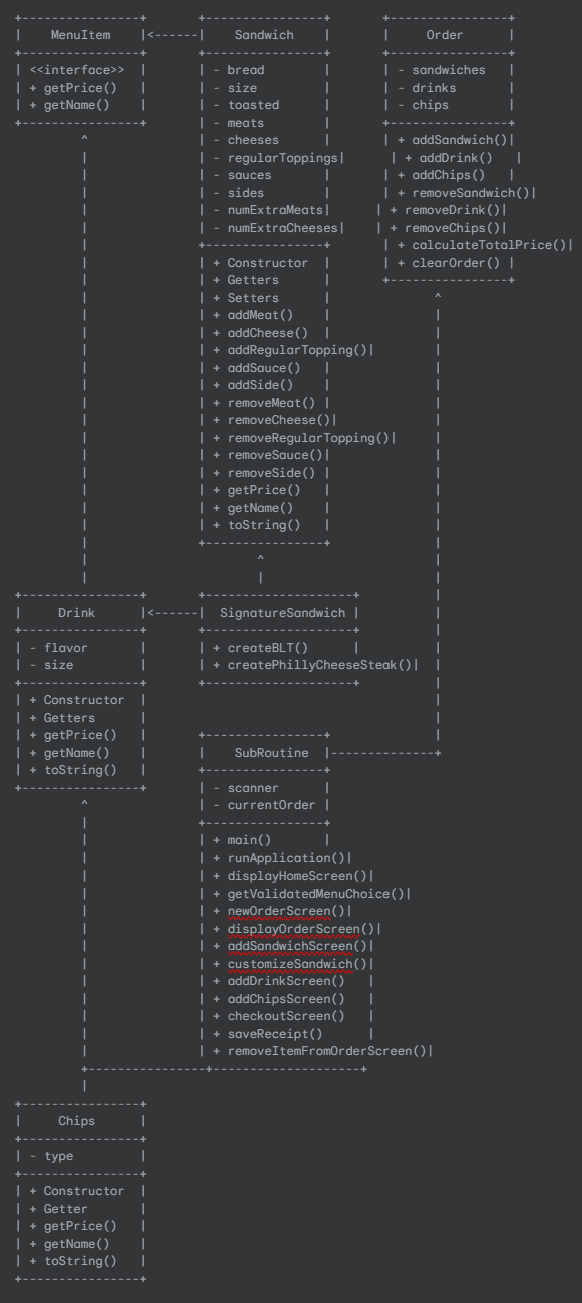 +----------------+       +----------------+       +----------------+
|    MenuItem    |<------|    Sandwich    |       |     Order      |
+----------------+       +----------------+       +----------------+
| <<interface>>  |       | - bread        |       | - sandwiches   |
| + getPrice()   |       | - size         |       | - drinks       |
| + getName()    |       | - toasted      |       | - chips        |
+----------------+       | - meats        |       +----------------+
         ^               | - cheeses      |       | + addSandwich()|
         |               | - regularToppings|      | + addDrink()   |
         |               | - sauces       |       | + addChips()   |
         |               | - sides        |       | + removeSandwich()|
         |               | - numExtraMeats|      | + removeDrink()|
         |               | - numExtraCheeses|    | + removeChips()|
         |               +----------------+       | + calculateTotalPrice()|
         |               | + Constructor  |       | + clearOrder() |
         |               | + Getters      |       +----------------+
         |               | + Setters      |              ^
         |               | + addMeat()    |              |
         |               | + addCheese()  |              |
         |               | + addRegularTopping()|        |
         |               | + addSauce()   |              |
         |               | + addSide()    |              |
         |               | + removeMeat() |              |
         |               | + removeCheese()|             |
         |               | + removeRegularTopping()|     |
         |               | + removeSauce()|              |
         |               | + removeSide() |              |
         |               | + getPrice()   |              |
         |               | + getName()    |              |
         |               | + toString()   |              |
         |               +----------------+              |
         |                       ^                       |
         |                       |                       |
+----------------+       +--------------------+          |
|     Drink      |<------|  SignatureSandwich |          |
+----------------+       +--------------------+          |
| - flavor       |       | + createBLT()      |          |
| - size         |       | + createPhillyCheeseSteak()|  |
+----------------+       +--------------------+          |
| + Constructor  |                                       |
| + Getters      |                                       |
| + getPrice()   |       +----------------+              |
| + getName()    |       |    SubRoutine  |--------------+
| + toString()   |       +----------------+
+----------------+       | - scanner      |
         ^               | - currentOrder |
         |               +----------------+
         |               | + main()       |
         |               | + runApplication()|
         |               | + displayHomeScreen()|
         |               | + getValidatedMenuChoice()|
         |               | + newOrderScreen()|
         |               | + displayOrderScreen()|
         |               | + addSandwichScreen()|
         |               | + customizeSandwich()|
         |               | + addDrinkScreen()   |
         |               | + addChipsScreen()   |
         |               | + checkoutScreen()   |
         |               | + saveReceipt()      |
         |               | + removeItemFromOrderScreen()|
         +----------------+--------------------+
         |
+----------------+
|     Chips      |
+----------------+
| - type         |
+----------------+
| + Constructor  |
| + Getter       |
| + getPrice()   |
| + getName()    |
| + toString()   |
+----------------+